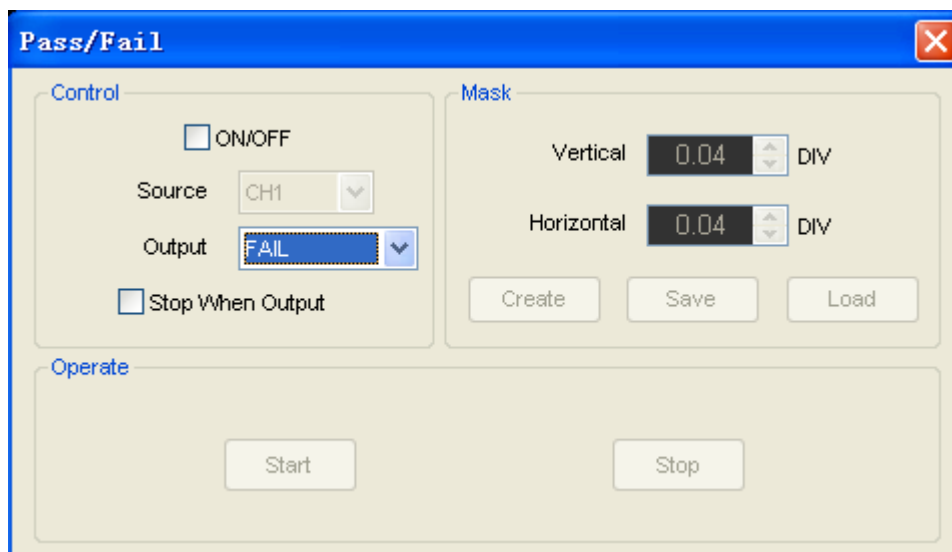 Pass/Fail
Control
ON/OFF
Source CH1
Output FAIL
Stop When Output
Mask
Vertical 0.04 DIV
Horizontal 0.04 DIV
Create Save Load
Operate
Start Stop